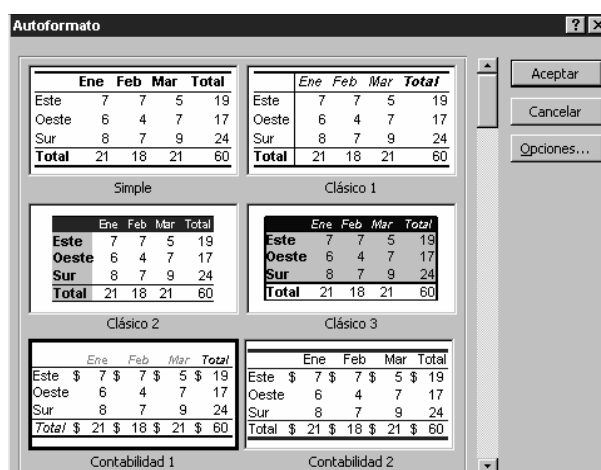 Autoformato
Ene Feb Mar Total
Este 7 7 5 19
Oeste 6 4 7 17
Sur 8 7 9 24
Total 21 18 21 60
Simple
Ene Feb Mar Total
Este 7 7 5 19
Oeste 6 4 7 17
Sur 8 7 9 24
Total 21 18 21 60
Clásico 1
Ene Feb Mar Total
Este 7 7 5 19
Oeste 6 4 7 17
Sur 8 7 9 24
Total 21 18 21 60
Clásico 2
Ene Feb Mar Total
Este 7 7 5 19
Oeste 6 4 7 17
Sur 8 7 9 24
Total 21 18 21 60
Clásico 3
Ene Feb Mar Total
Este $ 7 $ 7 $ 5 $ 19
Oeste 6 4 7 17
Sur 8 7 9 24
Total $ 21 $ 18 $ 21 $ 60
Contabilidad 1
Ene Feb Mar Total
Este $ 7 $ 7 $ 5 $ 19
Oeste 6 4 7 17
Sur 8 7 9 24
Total $ 21 $ 18 $ 21 $ 60
Contabilidad 2
Aceptar
Cancelar
Opciones...